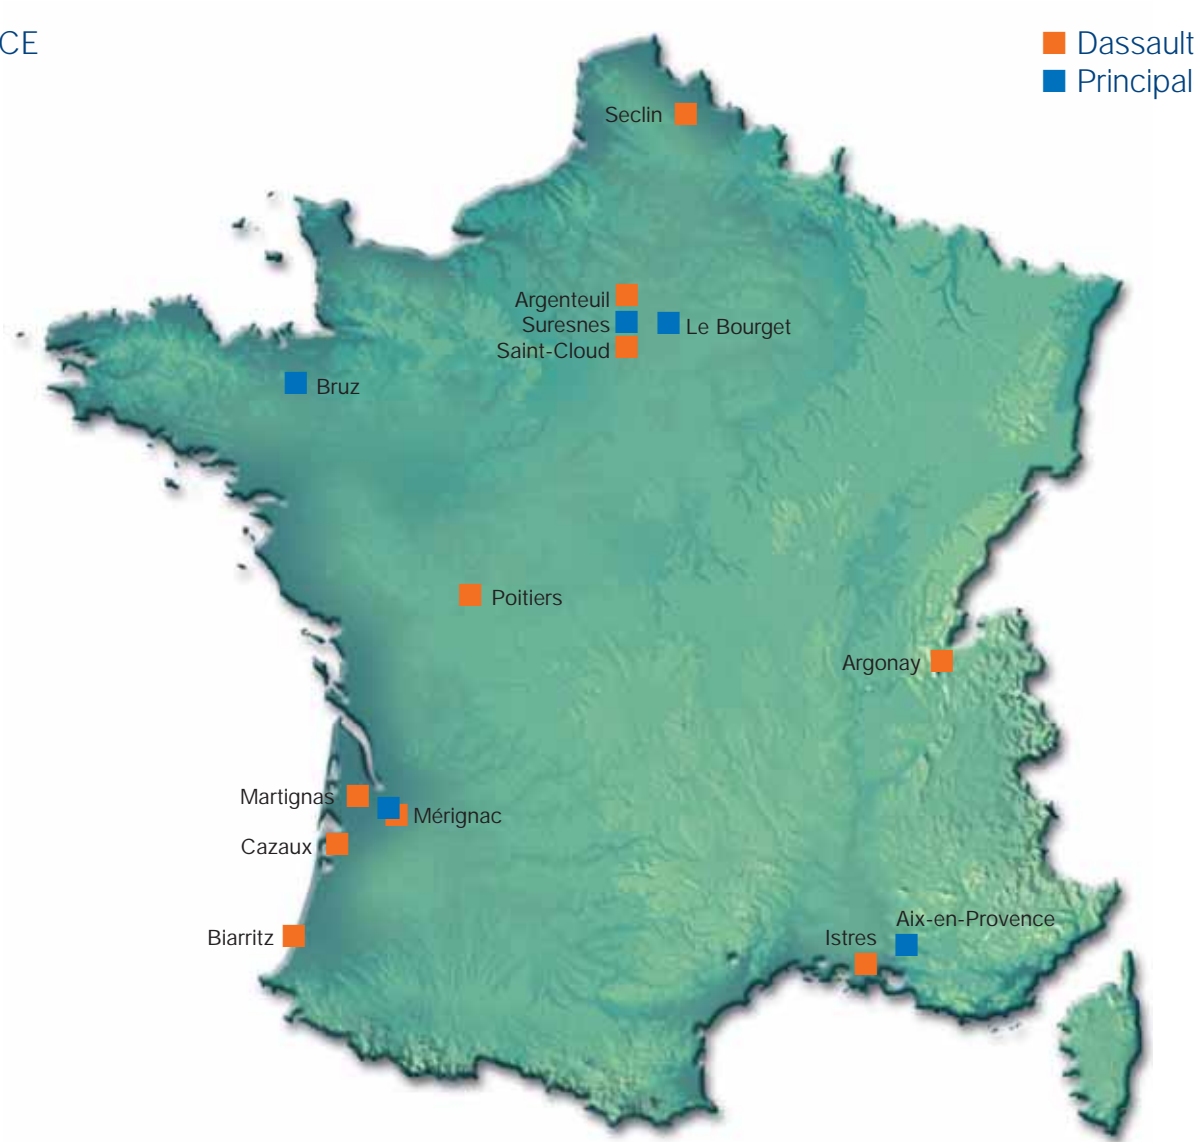 CE
Dassault
Principal
Seclin
Argenteuil
Suresnes
Le Bourget
Saint-Cloud
Bruz
Poitiers
Argonay
Martignas
Mérignac
Cazaux
Aix-en-Provence
Biarritz
Istres